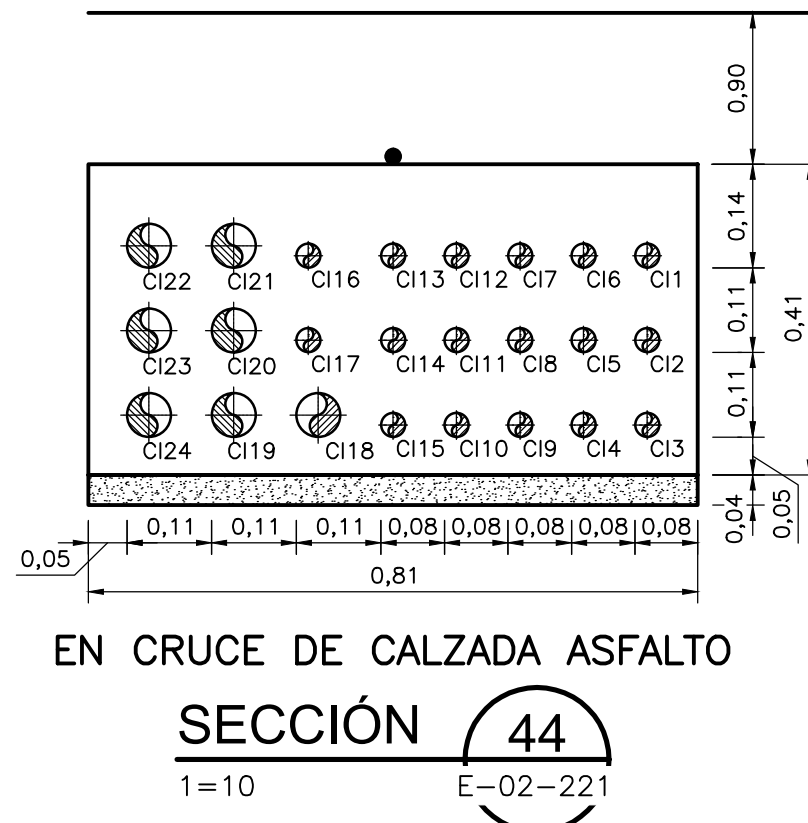 0,90
0,14
CI22 CI21 CI16 CI13 CI12 CI7 CI6 CI1
0,11
0,41
CI23 CI20 CI17 CI14 CI11 CI8 CI5 CI2
0,11
CI24 CI19 CI18 CI15 CI10 CI9 CI4 CI3
0,05
0,04
0,11 0,11 0,11 0,08 0,08 0,08 0,08 0,08
0,05
0,81
EN CRUCE DE CALZADA ASFALTO
SECCIÓN 44
1=10 E-02-221